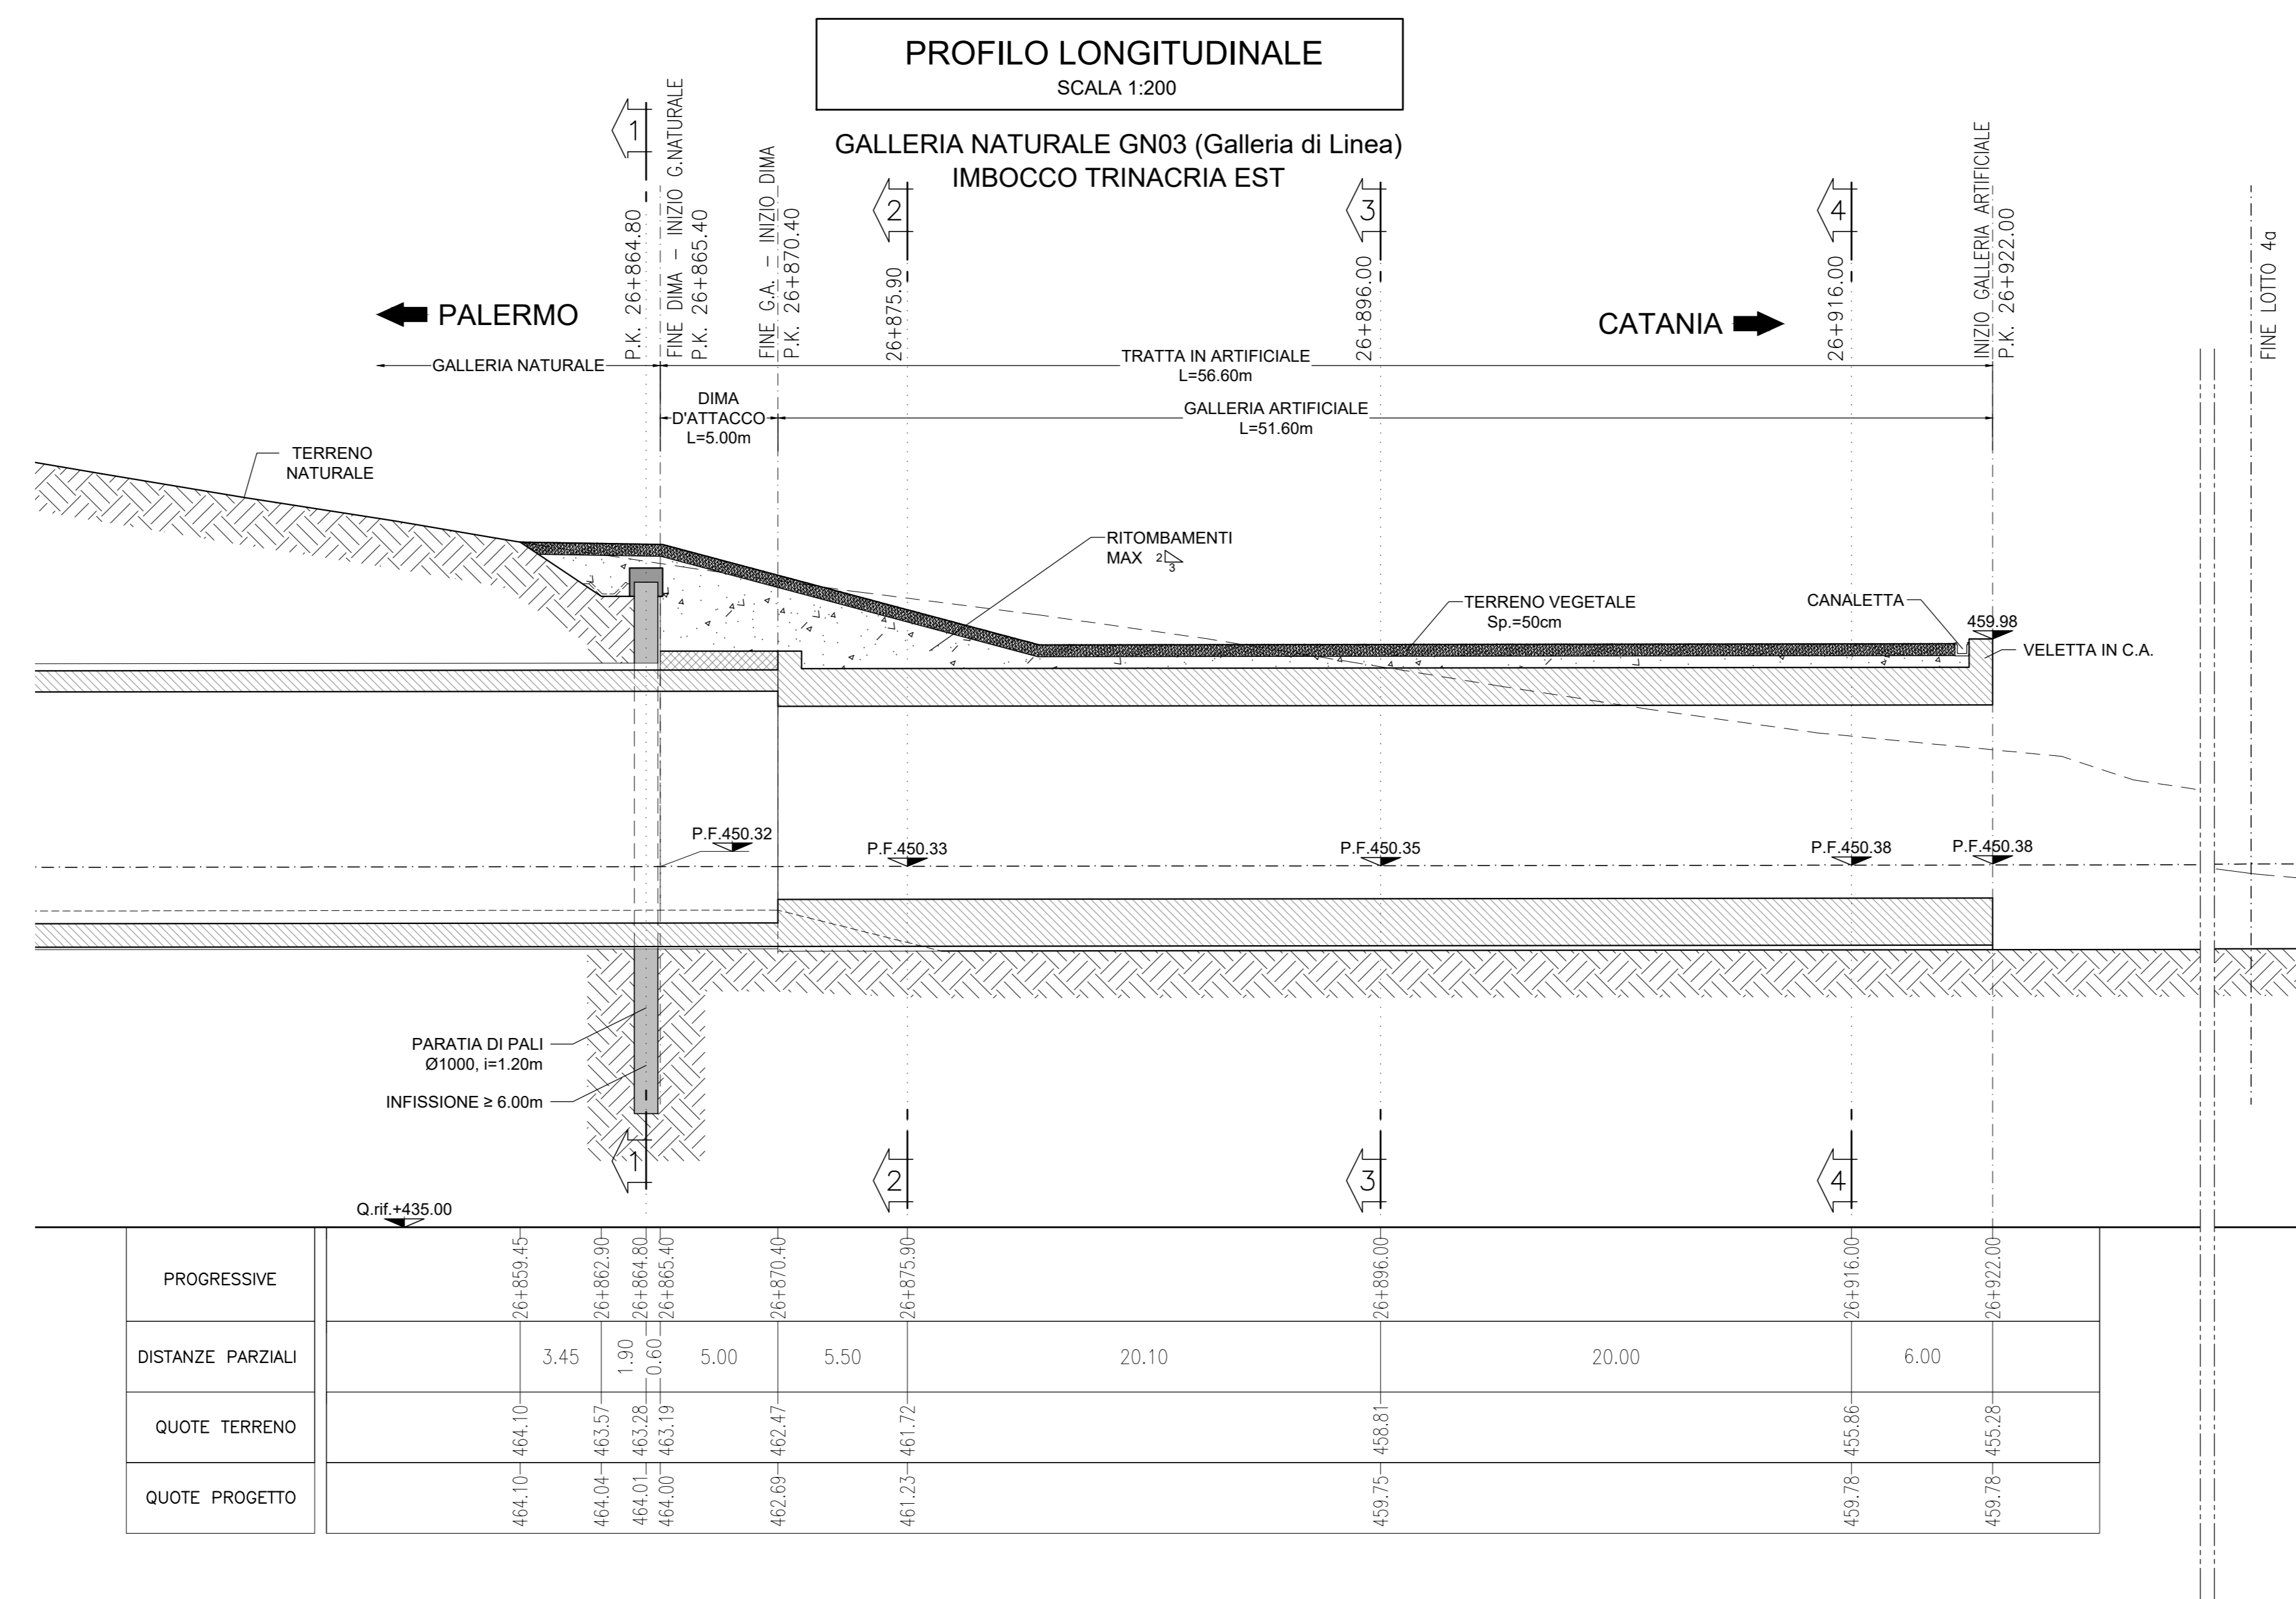 PROFILO LONGITUDINALE
SCALA 1:200
GALLERIA NATURALE GN03 (Galleria di Linea)
IMBOCCO TRINACRIA EST
1
P.K. 26+864.80
FINE DIMA – INIZIO G.NATURALE
P.K. 26+865.40
FINE G.A. – INIZIO DIMA
P.K. 26+870.40
2
26+875.90
3
26+896.00
4
26+916.00
INIZIO GALLERIA ARTIFICIALE
P.K. 26+922.00
FINE LOTTO 4a
PALERMO
CATANIA
GALLERIA NATURALE
TRATTA IN ARTIFICIALE
L=56.60m
DIMA
D'ATTACCO
L=5.00m
GALLERIA ARTIFICIALE
L=51.60m
TERRENO
NATURALE
RITOMBAMENTI
MAX 2 3
TERRENO VEGETALE
Sp.=50cm
CANALETTA
459.98
VELETTA IN C.A.
P.F.450.32
P.F.450.33
P.F.450.35
P.F.450.38
P.F.450.38
PARATIA DI PALI
Ø1000, i=1.20m
INFISSIONE ≥ 6.00m
1
2
3
4
Q.rif.+435.00
PROGRESSIVE
26+859.45
26+862.90
26+864.80
26+865.40
26+870.40
26+875.90
26+896.00
26+916.00
26+922.00
DISTANZE PARZIALI
3.45
1.90
0.60
5.00
5.50
20.10
20.00
6.00
QUOTE TERRENO
464.10
463.57
463.28
463.19
462.47
461.72
458.81
455.86
455.28
QUOTE PROGETTO
464.10
464.04
464.01
464.00
462.69
461.23
459.75
459.78
459.78